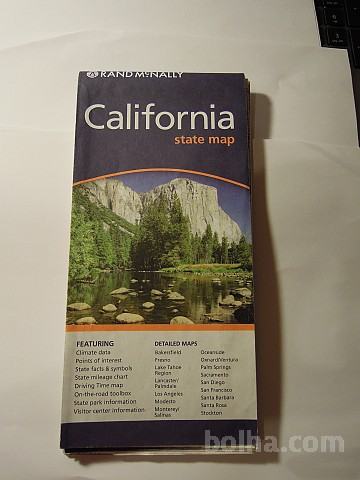 RAND McNALLY
California
state map
FEATURING
Climate data
Points of interest
State facts & symbols
State mileage chart
Driving Time map
On-the-road toolbox
State park information
Visitor center information
DETAILED MAPS
Bakersfield
Fresno
Lake Tahoe
Region
Lancaster/
Palmdale
Los Angeles
Modesto
Monterey/
Salinas
Oceanside
Oxnard/Ventura
Palm Springs
Sacramento
San Diego
San Francisco
Santa Barbara
Santa Rosa
Stockton
bolha.com